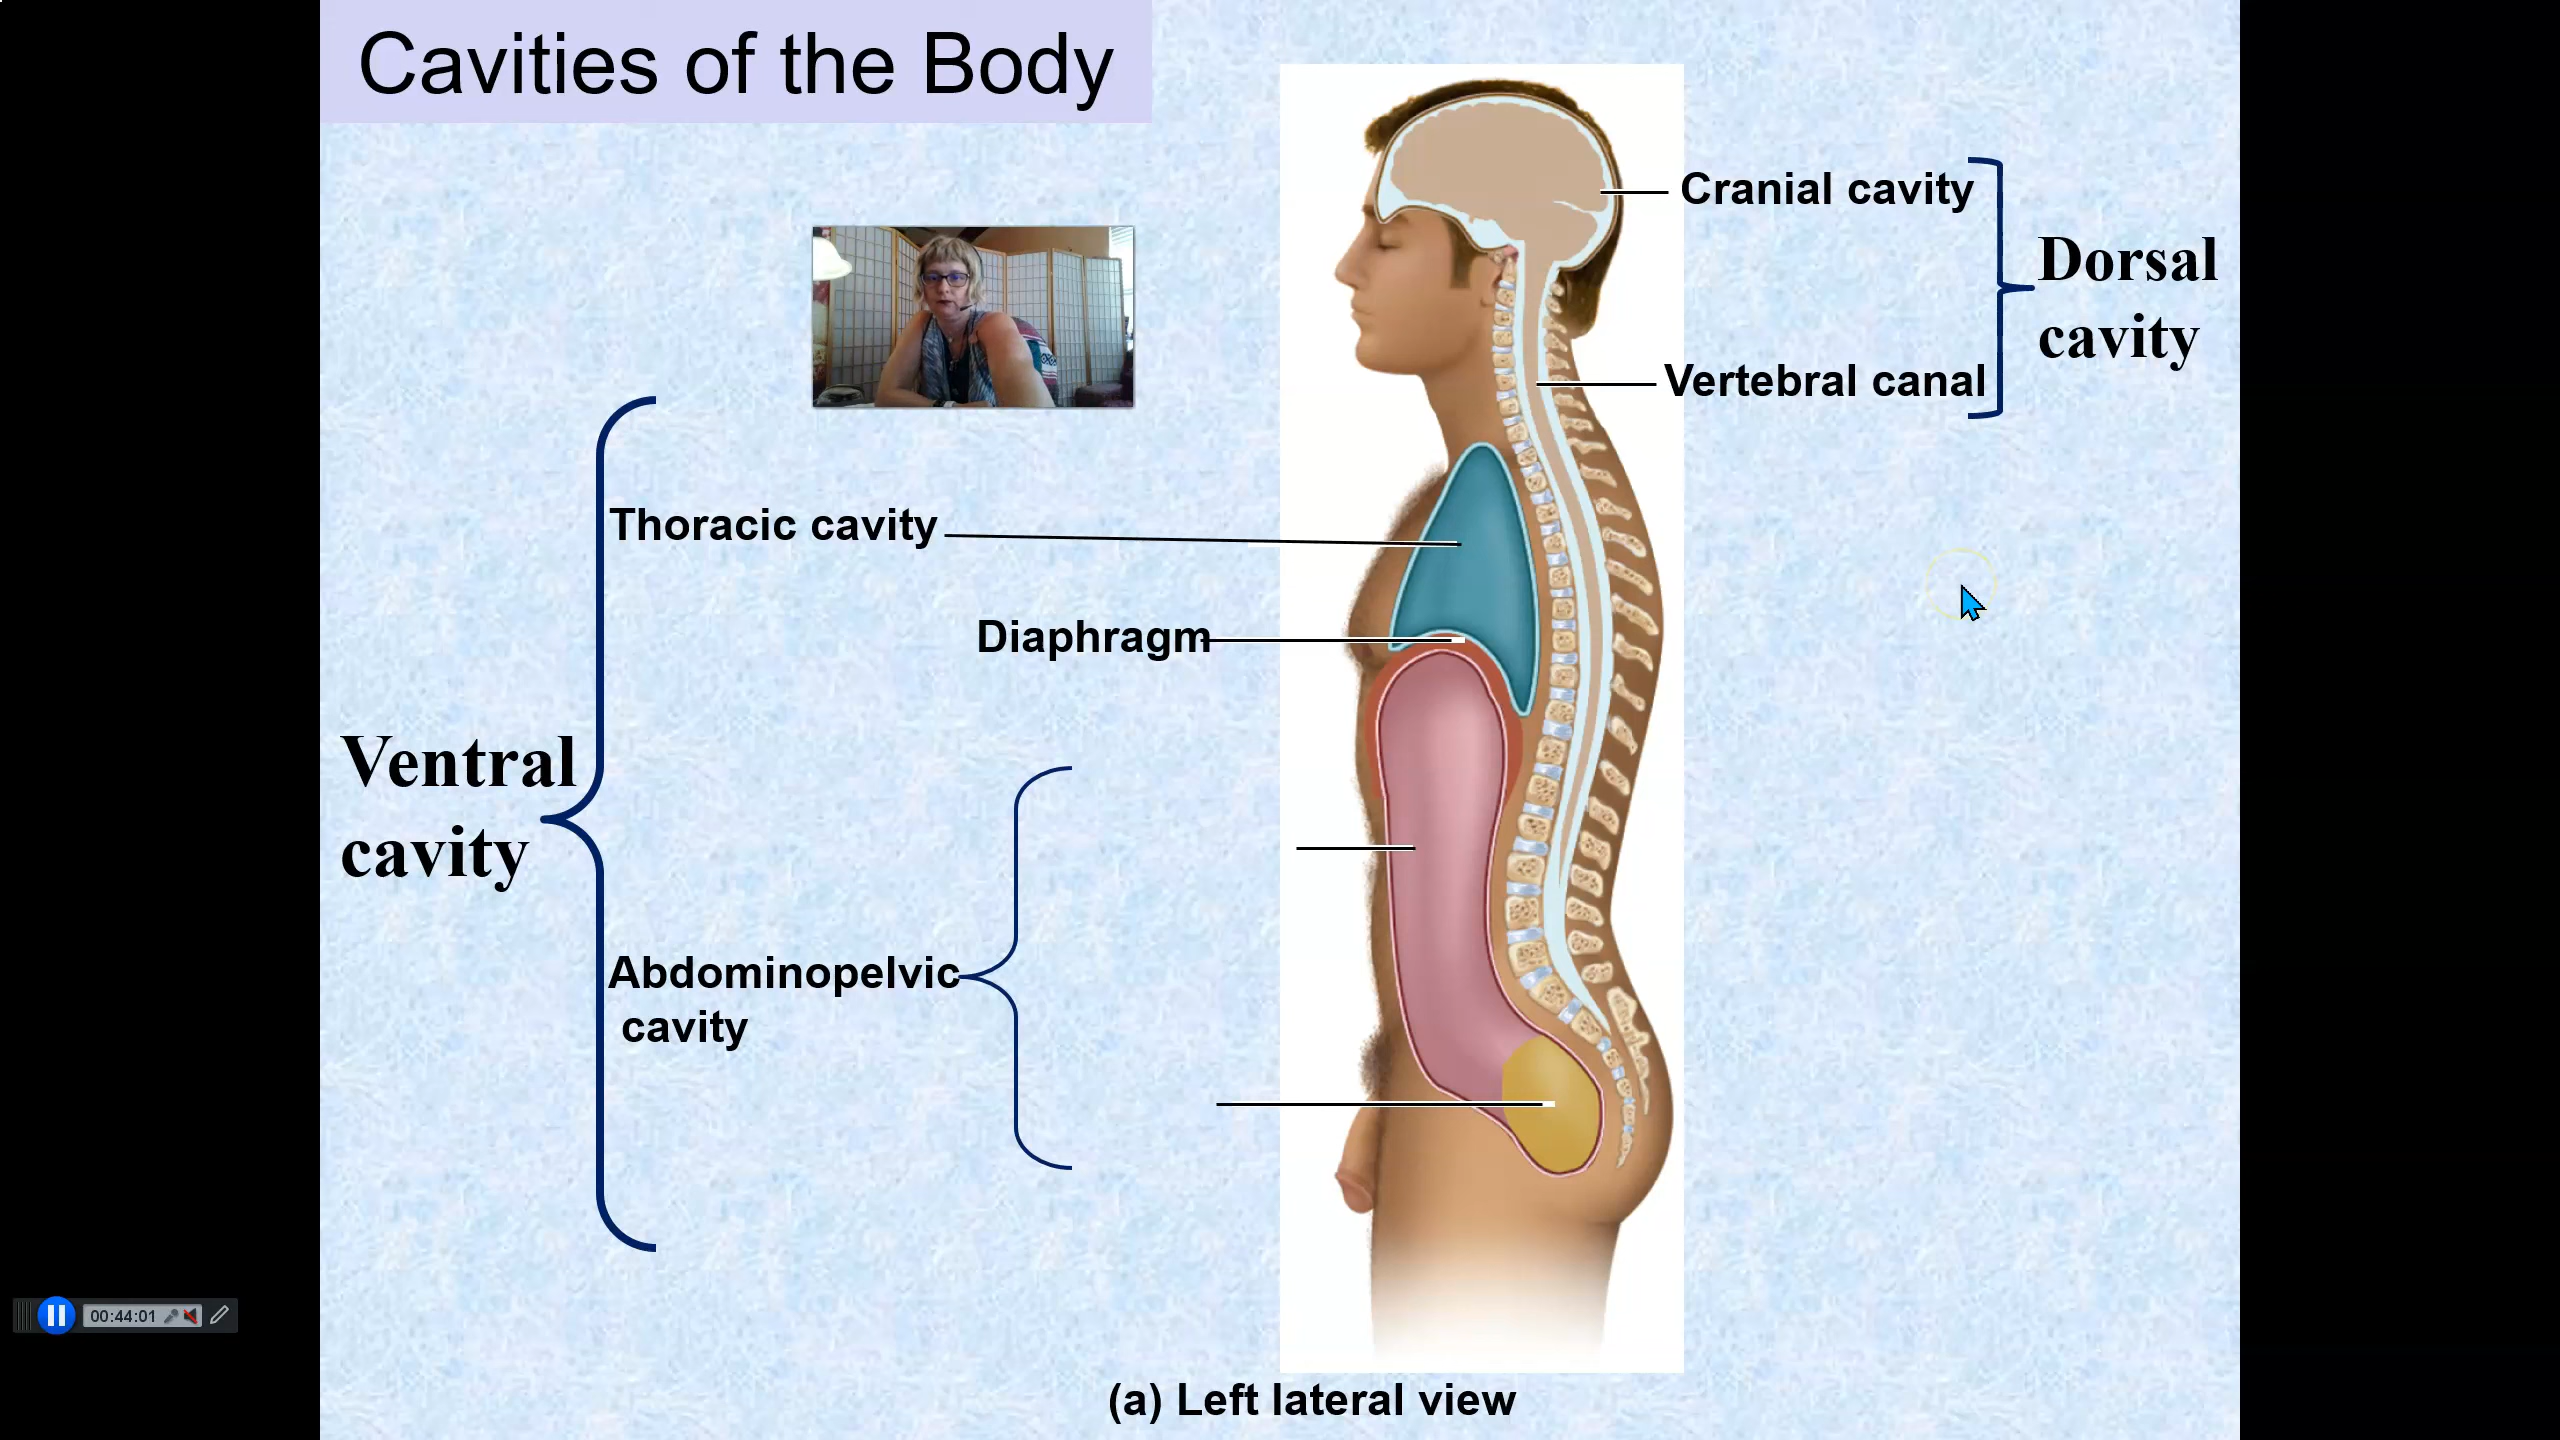 Cavities of the Body
Cranial cavity
Dorsal
cavity
Vertebral canal
Thoracic cavity
Diaphragm
Ventral
cavity
Abdominopelvic
cavity
00:44:01
(a) Left lateral view